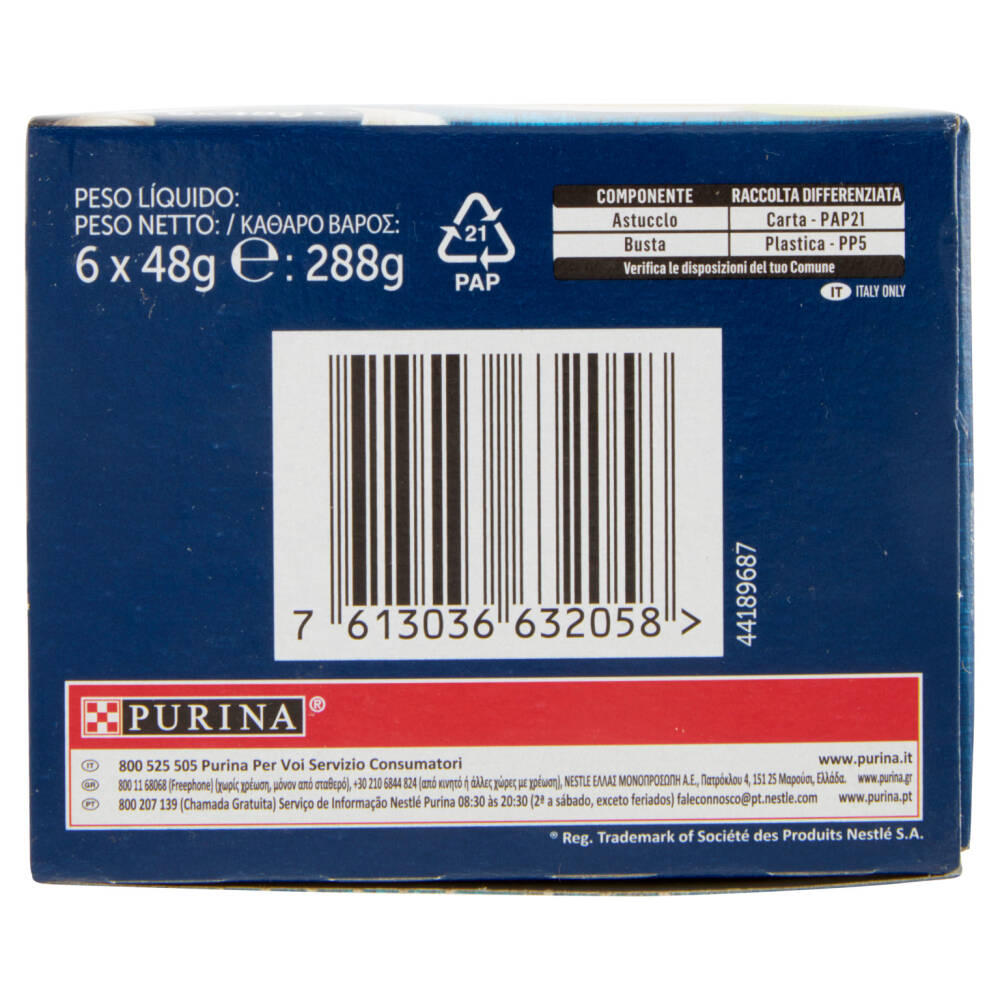 PESO LÍQUIDO:
PESO NETTO: / ΚΑΘΑΡΟ ΒΑΡΟΣ:
6 x 48g ℮: 288g
21
PAP
COMPONENTE RACCOLTA DIFFERENZIATA
Astuccio Carta - PAP21
Busta Plastica - PP5
Verifica le disposizioni del tuo Comune
IT ITALY ONLY
7 613036 632058 >
44189687
PURINA®
IT 800 525 505 Purina Per Voi Servizio Consumatori www.purina.it
GR 800 11 68068 (Freephone) (χωρίς χρέωση, μόνον από σταθερό), +30 210 6844 824 (από κινητό ή άλλες χώρες με χρέωση), NESTLE ΕΛΛΑΣ ΜΟΝΟΠΡΟΣΩΠΗ Α.Ε., Πατρόκλου 4, 151 25 Μαρούσι, Ελλάδα. www.purina.gr
PT 800 207 139 (Chamada Gratuita) Serviço de Informação Nestlé Purina 08:30 às 20:30 (2ª a sábado, exceto feriados) faleconnosco@pt.nestle.com www.purina.pt
® Reg. Trademark of Société des Produits Nestlé S.A.